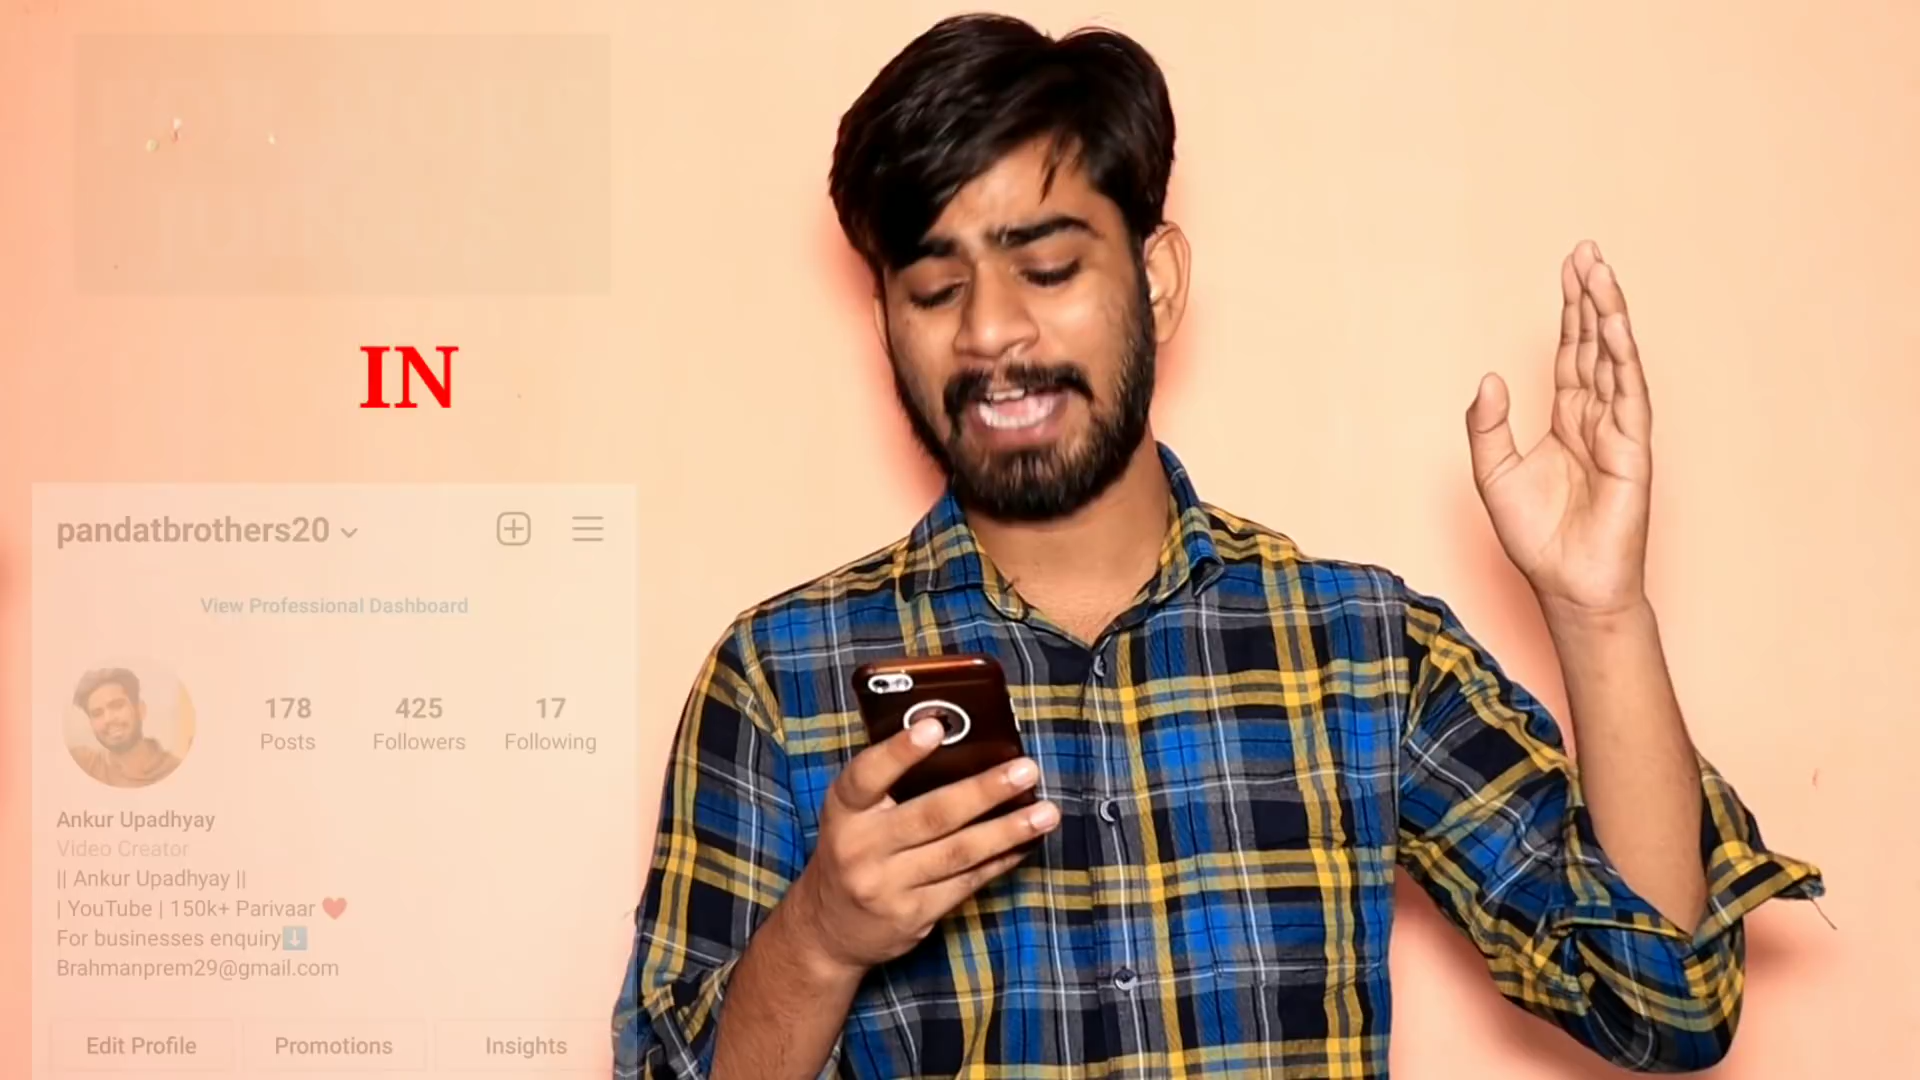 IN
pandatbrothers20
View Professional Dashboard
178 425 17
Posts Followers Following
Ankur Upadhyay
Video Creator
|| Ankur Upadhyay ||
| YouTube | 150k+ Parivaar ❤️
For businesses enquiry⬇️
Brahmanprem29@gmail.com
Edit Profile Promotions Insights